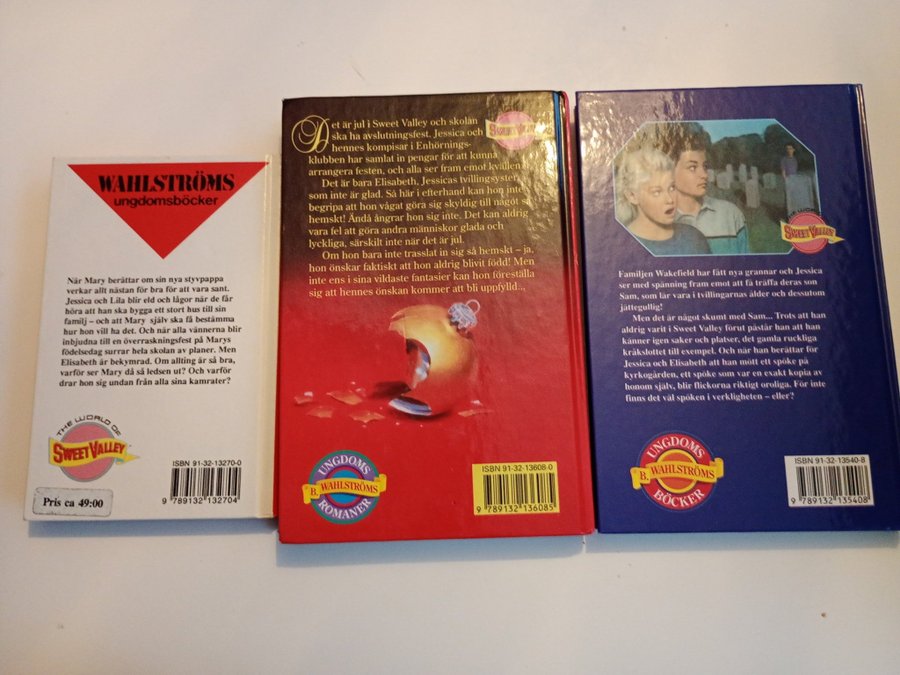 WAHLSTRÖMS
ungdomsböcker
När Mary berättar om sin nya styvpappa
verkar allt nästan för bra för att vara sant.
Jessica och Lila blir eld och lågor när de får
höra att han ska bygga ett stort hus till sin
familj – och att Mary själv ska få bestämma
hur hon vill ha det. Och när alla vännerna blir
inbjudna till en överraskningsfest på Marys
födelsedag surrar hela skolan av planer. Men
Elisabeth är bekymrad. Om allting är så bra,
varför ser Mary då så ledsen ut? Och varför
drar hon sig undan från alla sina kamrater?
THE WORLD OF
SWEET VALLEY
Pris ca 49:00
ISBN 91-32-13270-0
9 789132 132704
Det är jul i Sweet Valley och skolan
ska ha avslutningsfest. Jessica och
hennes kompisar i Enhörnings-
klubben har samlat in pengar för att kunna
arrangera festen, och alla ser fram emot kvällen.
Det är bara Elisabeth, Jessicas tvillingsyster,
som inte är glad. Så här i efterhand kan hon inte
begripa att hon vågat göra sig skyldig till något så
hemskt! Ändå ångrar hon sig inte. Det kan aldrig
vara fel att göra andra människor glada och
lyckliga, särskilt inte när det är jul.
Om hon bara inte trasslat in sig så hemskt – ja,
hon önskar faktiskt att hon aldrig blivit född! Men
inte ens i sina vildaste fantasier kan hon föreställa
sig att hennes önskan kommer att bli uppfylld...
SWEET VALLEY
UNGDOMS
B. WAHLSTRÖMS
ROMANER
ISBN 91-32-13608-0
9 789132 136085
THE WORLD OF
SWEET VALLEY
Familjen Wakefield har fått nya grannar och Jessica
ser med spänning fram emot att få träffa deras son
Sam, som lär vara i tvillingarnas ålder och dessutom
jättegullig!
Men det är något skumt med Sam... Trots att han
aldrig varit i Sweet Valley förut påstår han att han
känner igen saker och platser, det gamla ruckliga
kråkslottet till exempel. Och när han berättar för
Jessica och Elisabeth att han mött ett spöke på
kyrkogården, ett spöke som var en exakt kopia av
honom själv, blir flickorna riktigt oroliga. För inte
finns det väl spöken i verkligheten – eller?
UNGDOMS
B. WAHLSTRÖMS
BÖCKER
ISBN 91-32-13540-8
9 789132 135408